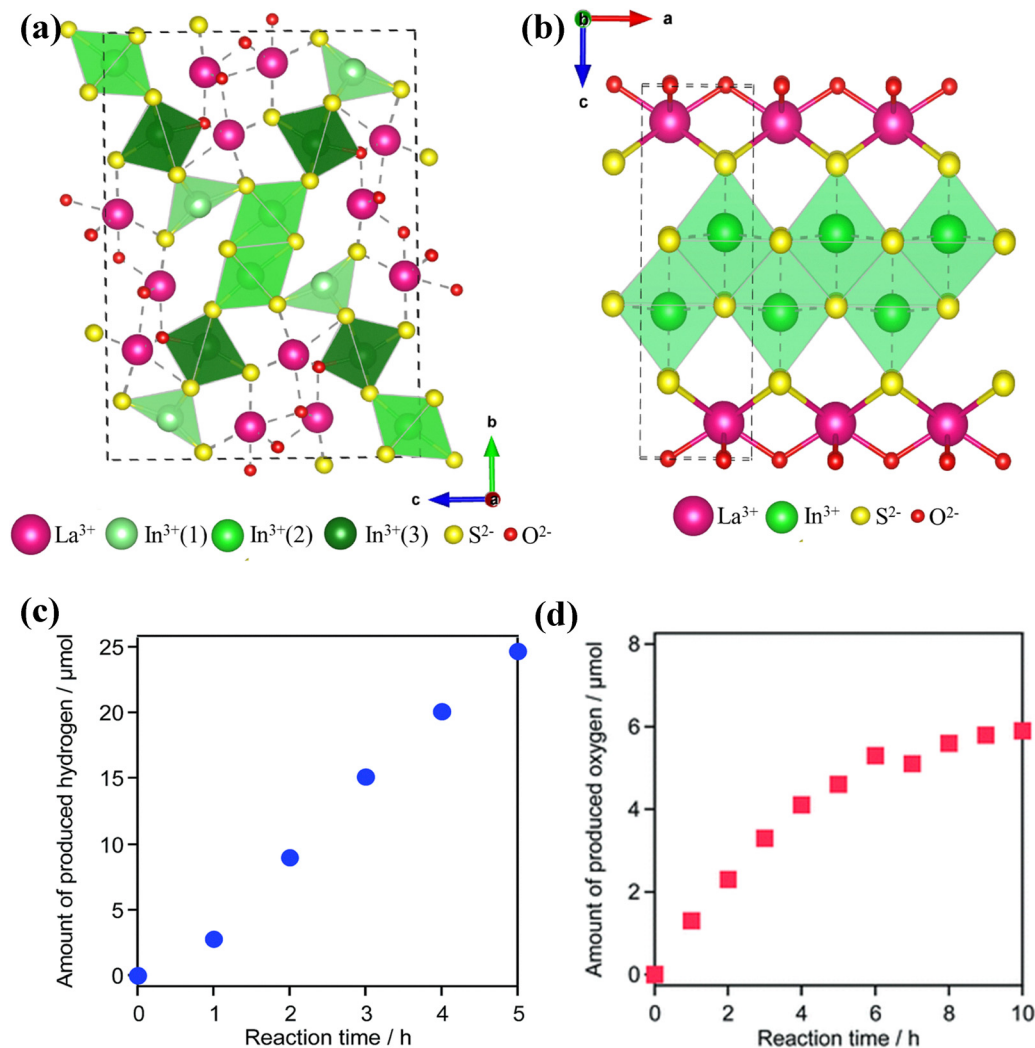 (a)
b
c
a
La³⁺ In³⁺(1) In³⁺(2) In³⁺(3) S²⁻ O²⁻
(b)
b
a
c
La³⁺ In³⁺ S²⁻ O²⁻
(c)
Amount of produced hydrogen / μmol
25
20
15
10
5
0
0 1 2 3 4 5
Reaction time / h
(d)
Amount of produced oxygen / μmol
8
6
4
2
0
0 2 4 6 8 10
Reaction time / h